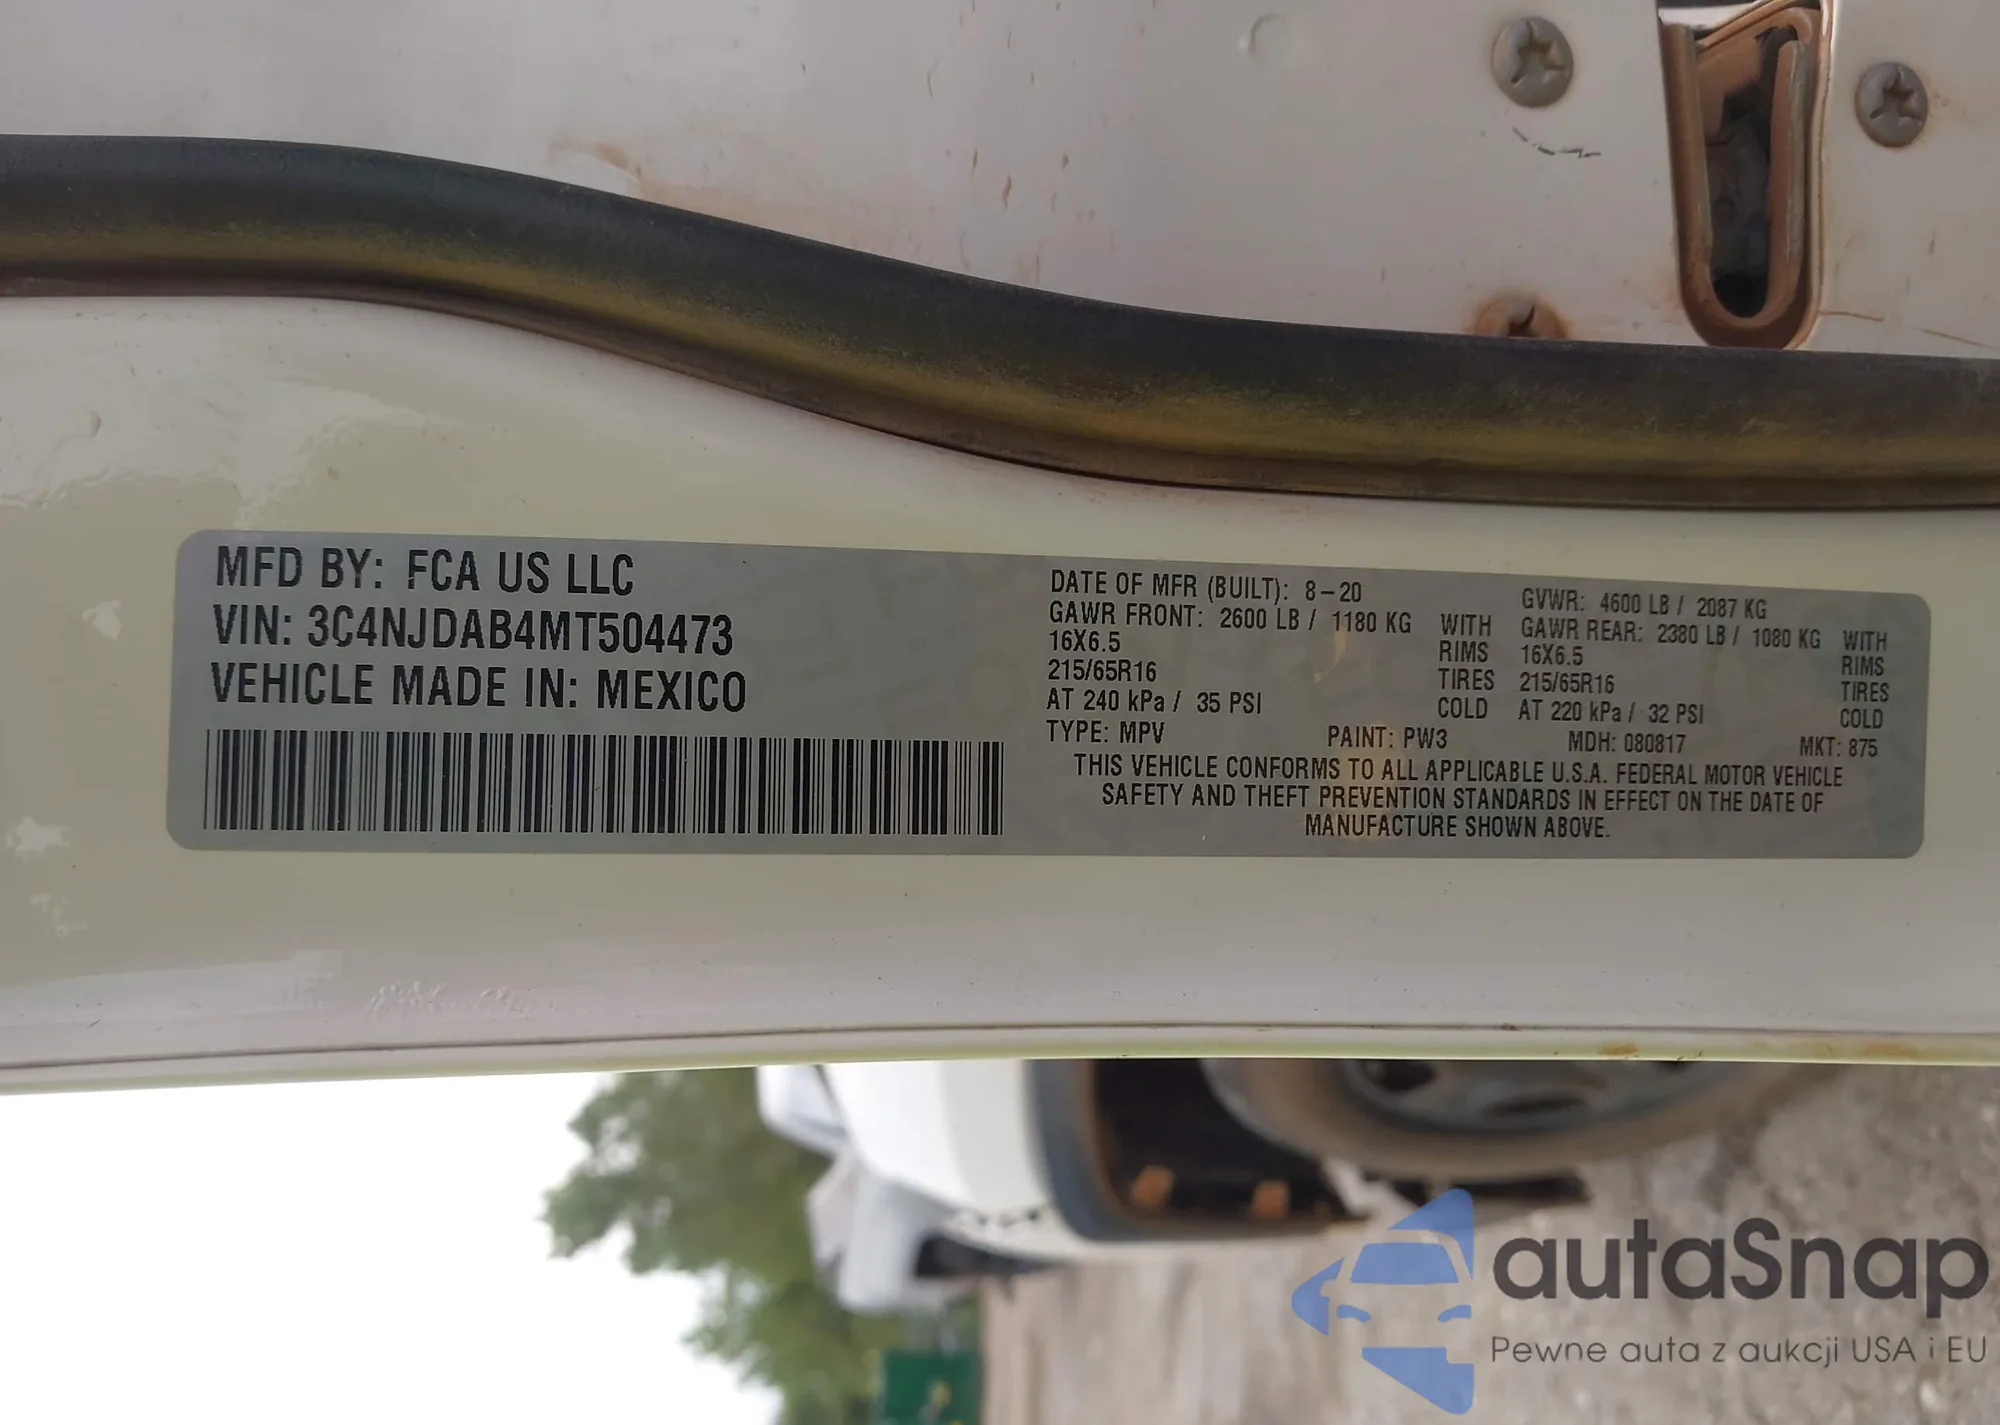 MFD BY: FCA US LLC
VIN: 3C4NJDAB4MT504473
VEHICLE MADE IN: MEXICO
DATE OF MFR (BUILT): 8-20
GVWR: 4600 LB / 2087 KG
GAWR FRONT: 2600 LB / 1180 KG WITH
GAWR REAR: 2380 LB / 1080 KG WITH
16X6.5 RIMS
16X6.5 RIMS
215/65R16 TIRES
215/65R16 TIRES
AT 240 kPa / 35 PSI COLD
AT 220 kPa / 32 PSI COLD
TYPE: MPV PAINT: PW3 MDH: 080817 MKT: 875
THIS VEHICLE CONFORMS TO ALL APPLICABLE U.S.A. FEDERAL MOTOR VEHICLE
SAFETY AND THEFT PREVENTION STANDARDS IN EFFECT ON THE DATE OF
MANUFACTURE SHOWN ABOVE.
autaSnap
Pewne auta z aukcji USA i EU